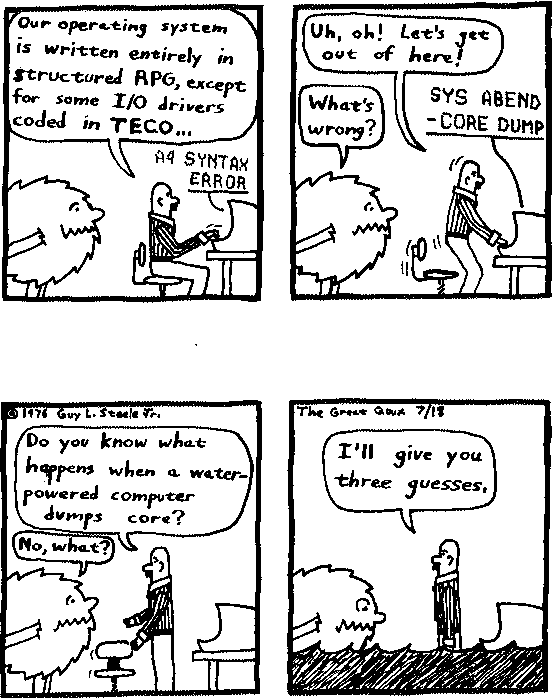 Our operating system
is written entirely in
structured RPG, except
for some I/O drivers
coded in TECO...
A4 SYNTAX
ERROR
Uh, oh! Let's get
out of here!
What's
wrong?
SYS ABEND
-CORE DUMP
© 1976 Guy L. Steele Jr.
Do you know what
happens when a water-
powered computer
dumps core?
No, what?
The Great Quux 7/18
I'll give you
three guesses.